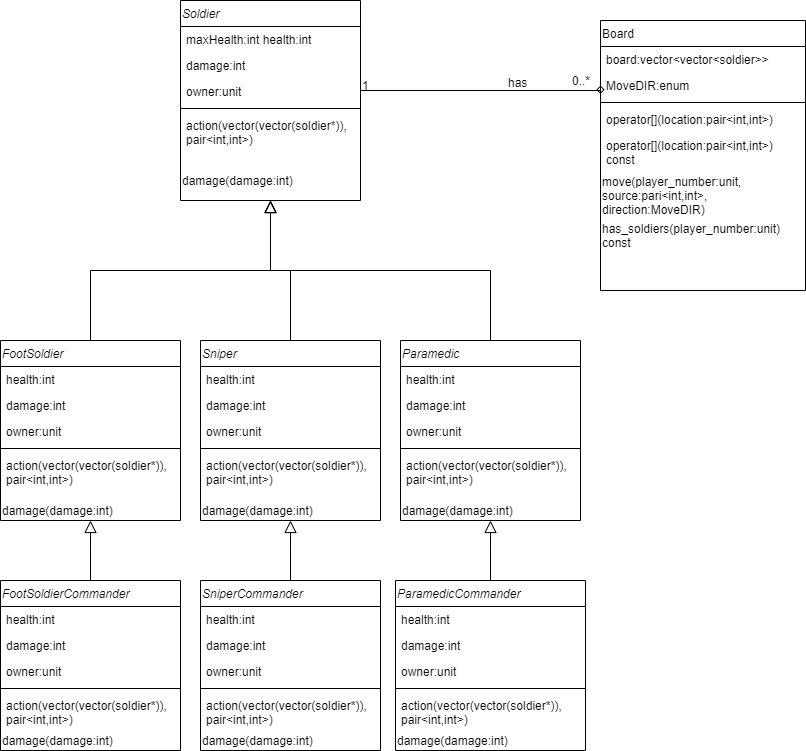 Soldier
maxHealth:int health:int
damage:int
owner:unit
action(vector(vector(soldier*)),
pair<int,int>)
damage(damage:int)
1
has
0..*
Board
board:vector<vector<soldier>>
MoveDIR:enum
operator[](location:pair<int,int>)
operator[](location:pair<int,int>)
const
move(player_number:unit,
source:pari<int,int>,
direction:MoveDIR)
has_soldiers(player_number:unit)
const
FootSoldier
health:int
damage:int
owner:unit
action(vector(vector(soldier*)),
pair<int,int>)
damage(damage:int)
Sniper
health:int
damage:int
owner:unit
action(vector(vector(soldier*)),
pair<int,int>)
damage(damage:int)
Paramedic
health:int
damage:int
owner:unit
action(vector(vector(soldier*)),
pair<int,int>)
damage(damage:int)
FootSoldierCommander
health:int
damage:int
owner:unit
action(vector(vector(soldier*)),
pair<int,int>)
damage(damage:int)
SniperCommander
health:int
damage:int
owner:unit
action(vector(vector(soldier*)),
pair<int,int>)
damage(damage:int)
ParamedicCommander
health:int
damage:int
owner:unit
action(vector(vector(soldier*)),
pair<int,int>)
damage(damage:int)